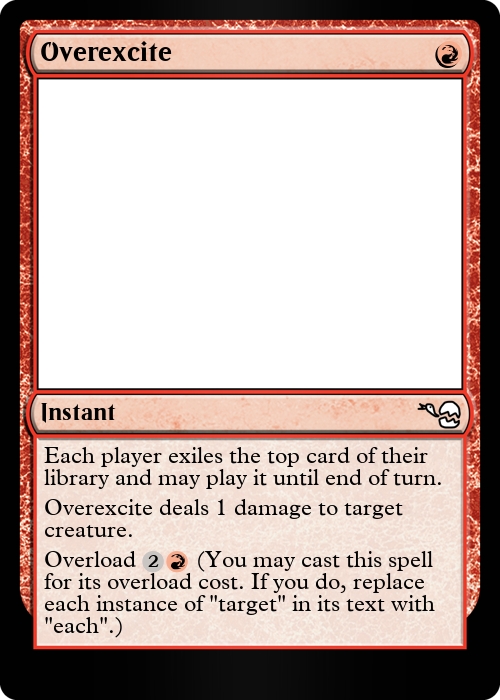 Overexcite
Instant
Each player exiles the top card of their
library and may play it until end of turn.
Overexcite deals 1 damage to target
creature.
Overload 2 (You may cast this spell
for its overload cost. If you do, replace
each instance of "target" in its text with
"each".)